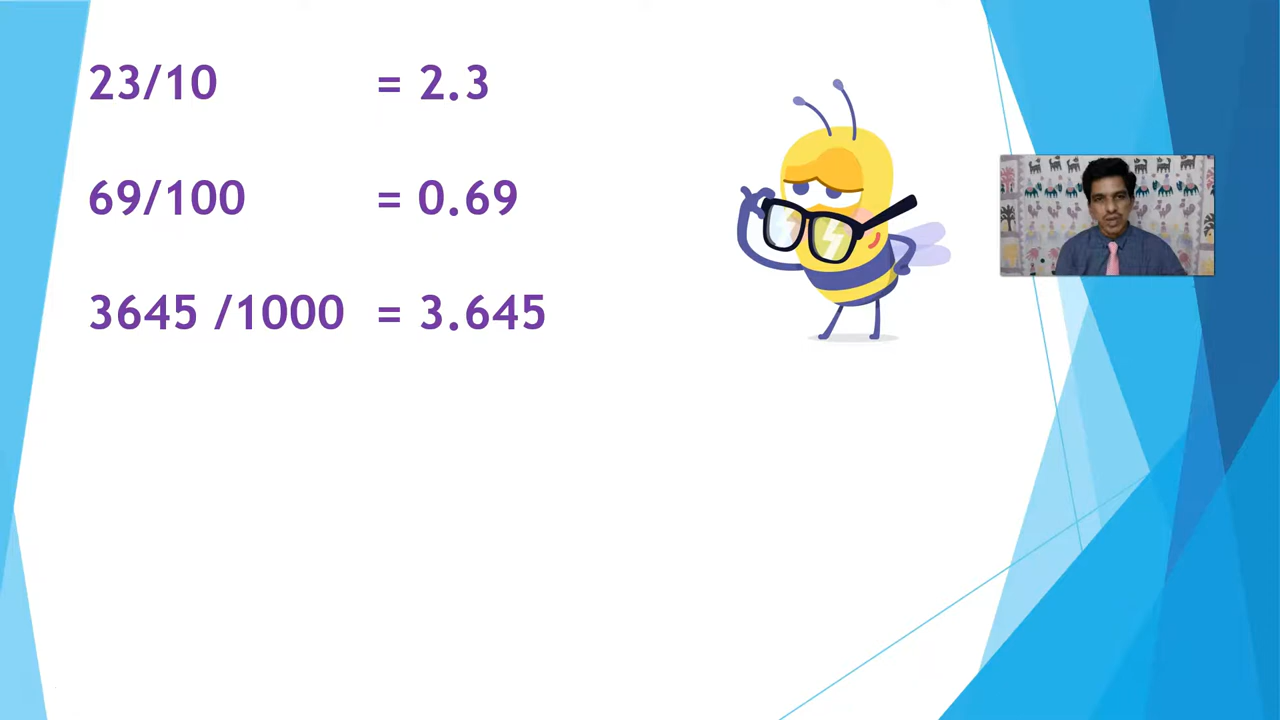 23/10 = 2.3
69/100 = 0.69
3645 /1000 = 3.645